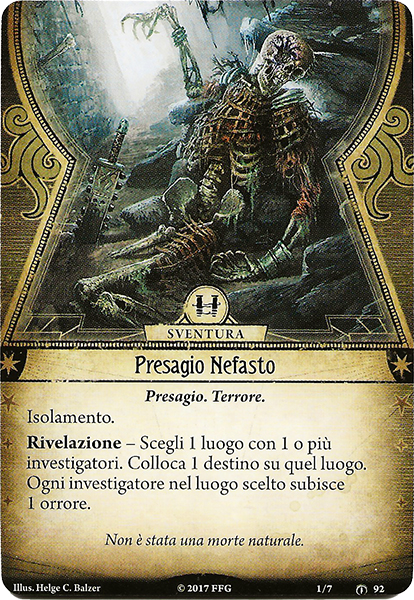 SVENTURA
Presagio Nefasto
Presagio. Terrore.
Isolamento.
Rivelazione – Scegli 1 luogo con 1 o più
investigatori. Colloca 1 destino su quel luogo.
Ogni investigatore nel luogo scelto subisce
1 orrore.
Non è stata una morte naturale.
Illus. Helge C. Balzer © 2017 FFG 1/7 92